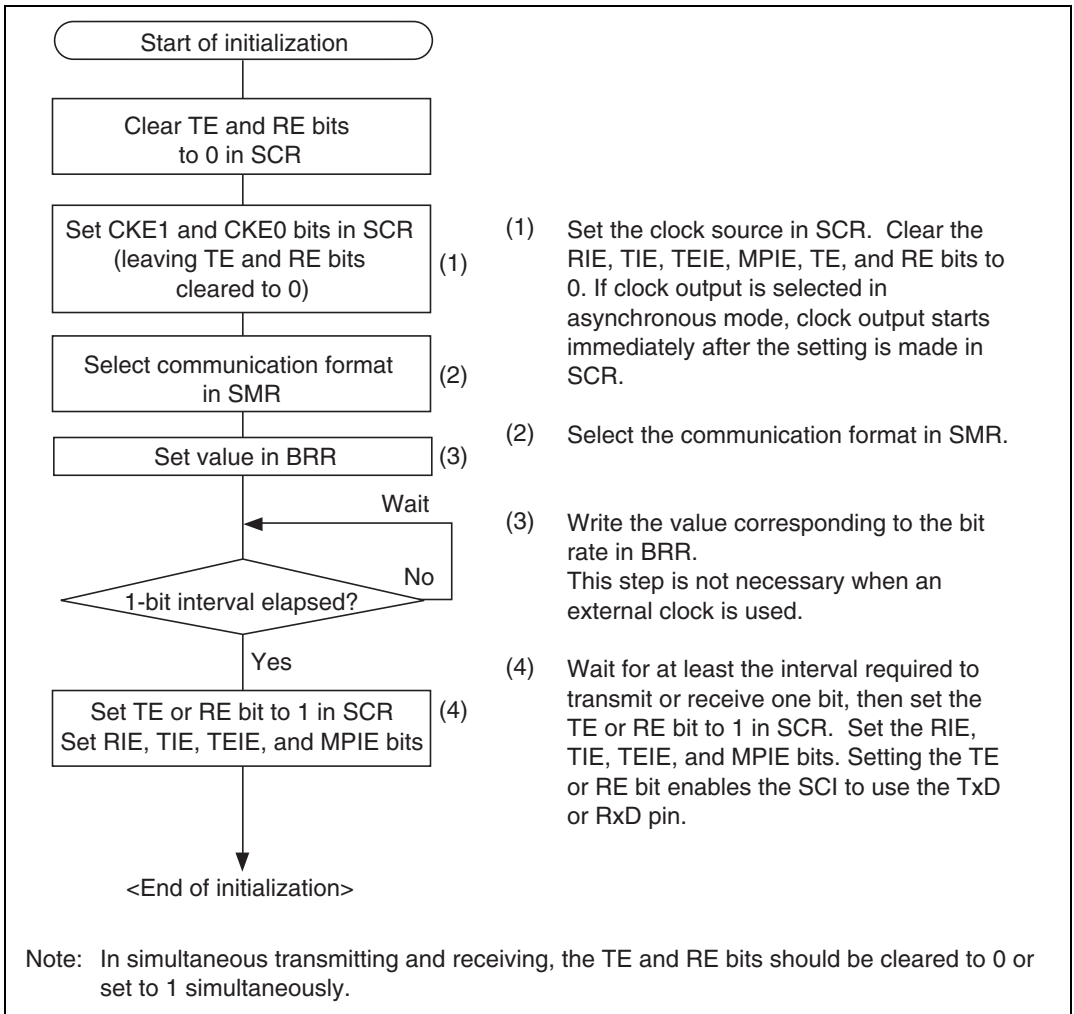 Start of initialization
Clear TE and RE bits
to 0 in SCR
Set CKE1 and CKE0 bits in SCR
(leaving TE and RE bits
cleared to 0)
(1)
Select communication format
in SMR
(2)
Set value in BRR
(3)
Wait
No
1-bit interval elapsed?
Yes
Set TE or RE bit to 1 in SCR
Set RIE, TIE, TEIE, and MPIE bits
(4)
<End of initialization>
(1) Set the clock source in SCR. Clear the
RIE, TIE, TEIE, MPIE, TE, and RE bits to
0. If clock output is selected in
asynchronous mode, clock output starts
immediately after the setting is made in
SCR.
(2) Select the communication format in SMR.
(3) Write the value corresponding to the bit
rate in BRR.
This step is not necessary when an
external clock is used.
(4) Wait for at least the interval required to
transmit or receive one bit, then set the
TE or RE bit to 1 in SCR. Set the RIE,
TIE, TEIE, and MPIE bits. Setting the TE
or RE bit enables the SCI to use the TxD
or RxD pin.
Note: In simultaneous transmitting and receiving, the TE and RE bits should be cleared to 0 or
set to 1 simultaneously.